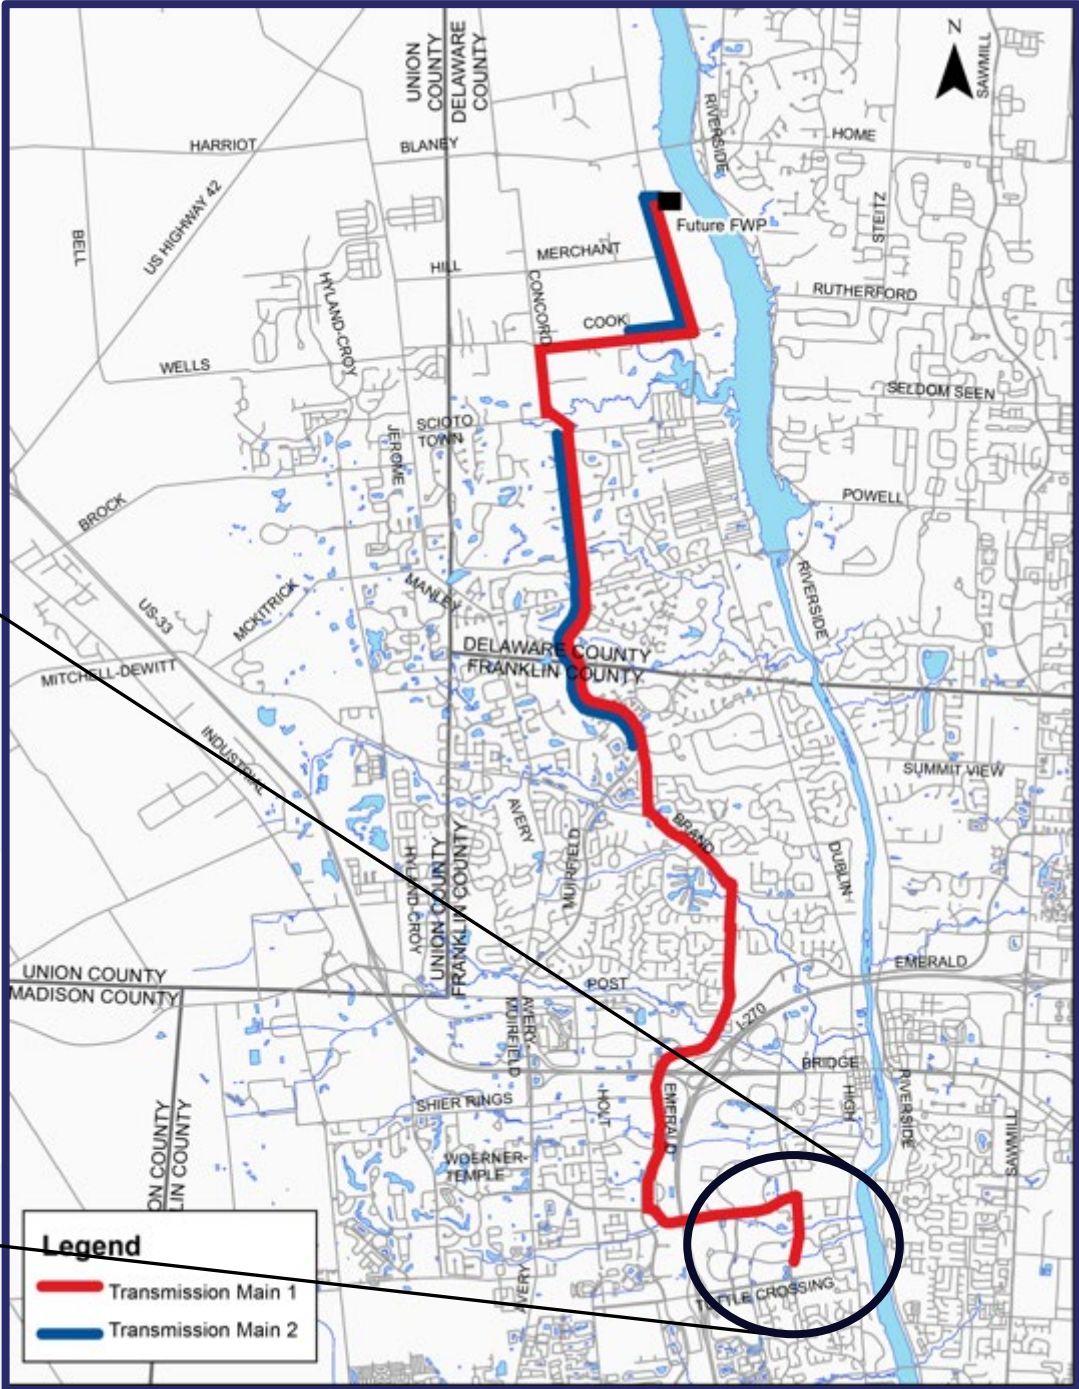 UNION
COUNTY
DELAWARE
COUNTY
N
SAWMILL
RIVERSIDE
HOME
HARRIOT
BLANEY
US HIGHWAY 42
BELL
STEITZ
Future FWP
MERCHANT
HILL
CONCORD
HYLAND-CROY
RUTHERFORD
COOK
WELLS
SELDOM SEEN
SCIOTO
TOWN
JEROME
POWELL
BROCK
RIVERSIDE
MANLEY
MCKITRICK
US-33
DELAWARE COUNTY
FRANKLIN COUNTY
MITCHELL-DEWITT
INDUSTRIAL
SUMMIT VIEW
AVERY
MUIRFIELD
BRAND
DUBLIN
HYLAND-CROY
UNION COUNTY
FRANKLIN COUNTY
EMERALD
UNION COUNTY
MADISON COUNTY
POST
AVERY-
MUIRFIELD
I-270
BRIDGE
HIGH
RIVERSIDE
SHIER RINGS
HOLT
EMERALD
SAWMILL
WOERNER-
TEMPLE
ON COUNTY
LIN COUNTY
AVERY
TUTTLE CROSSING
Legend
Transmission Main 1
Transmission Main 2